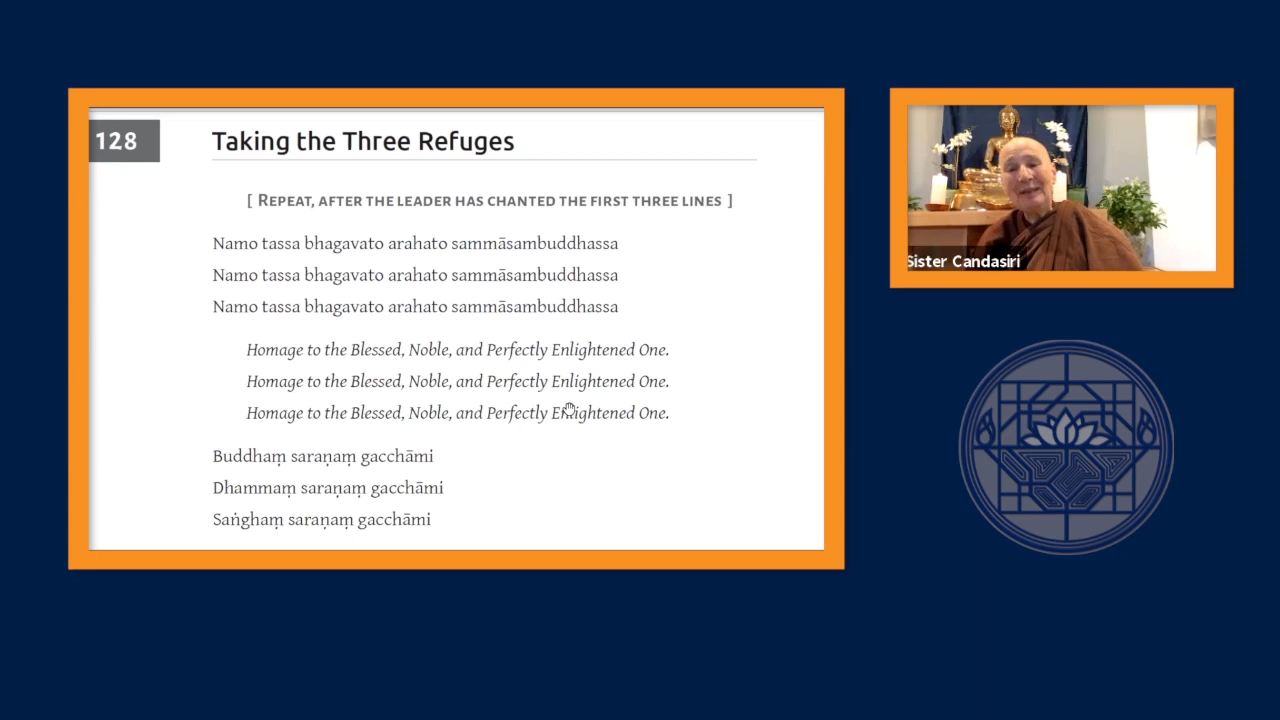 128
Taking the Three Refuges
[ REPEAT, AFTER THE LEADER HAS CHANTED THE FIRST THREE LINES ]
Namo tassa bhagavato arahato sammāsambuddhassa
Namo tassa bhagavato arahato sammāsambuddhassa
Namo tassa bhagavato arahato sammāsambuddhassa
Homage to the Blessed, Noble, and Perfectly Enlightened One.
Homage to the Blessed, Noble, and Perfectly Enlightened One.
Homage to the Blessed, Noble, and Perfectly Enlightened One.
Buddhaṃ saraṇaṃ gacchāmi
Dhammaṃ saraṇaṃ gacchāmi
Saṅghaṃ saraṇaṃ gacchāmi
Sister Candasiri